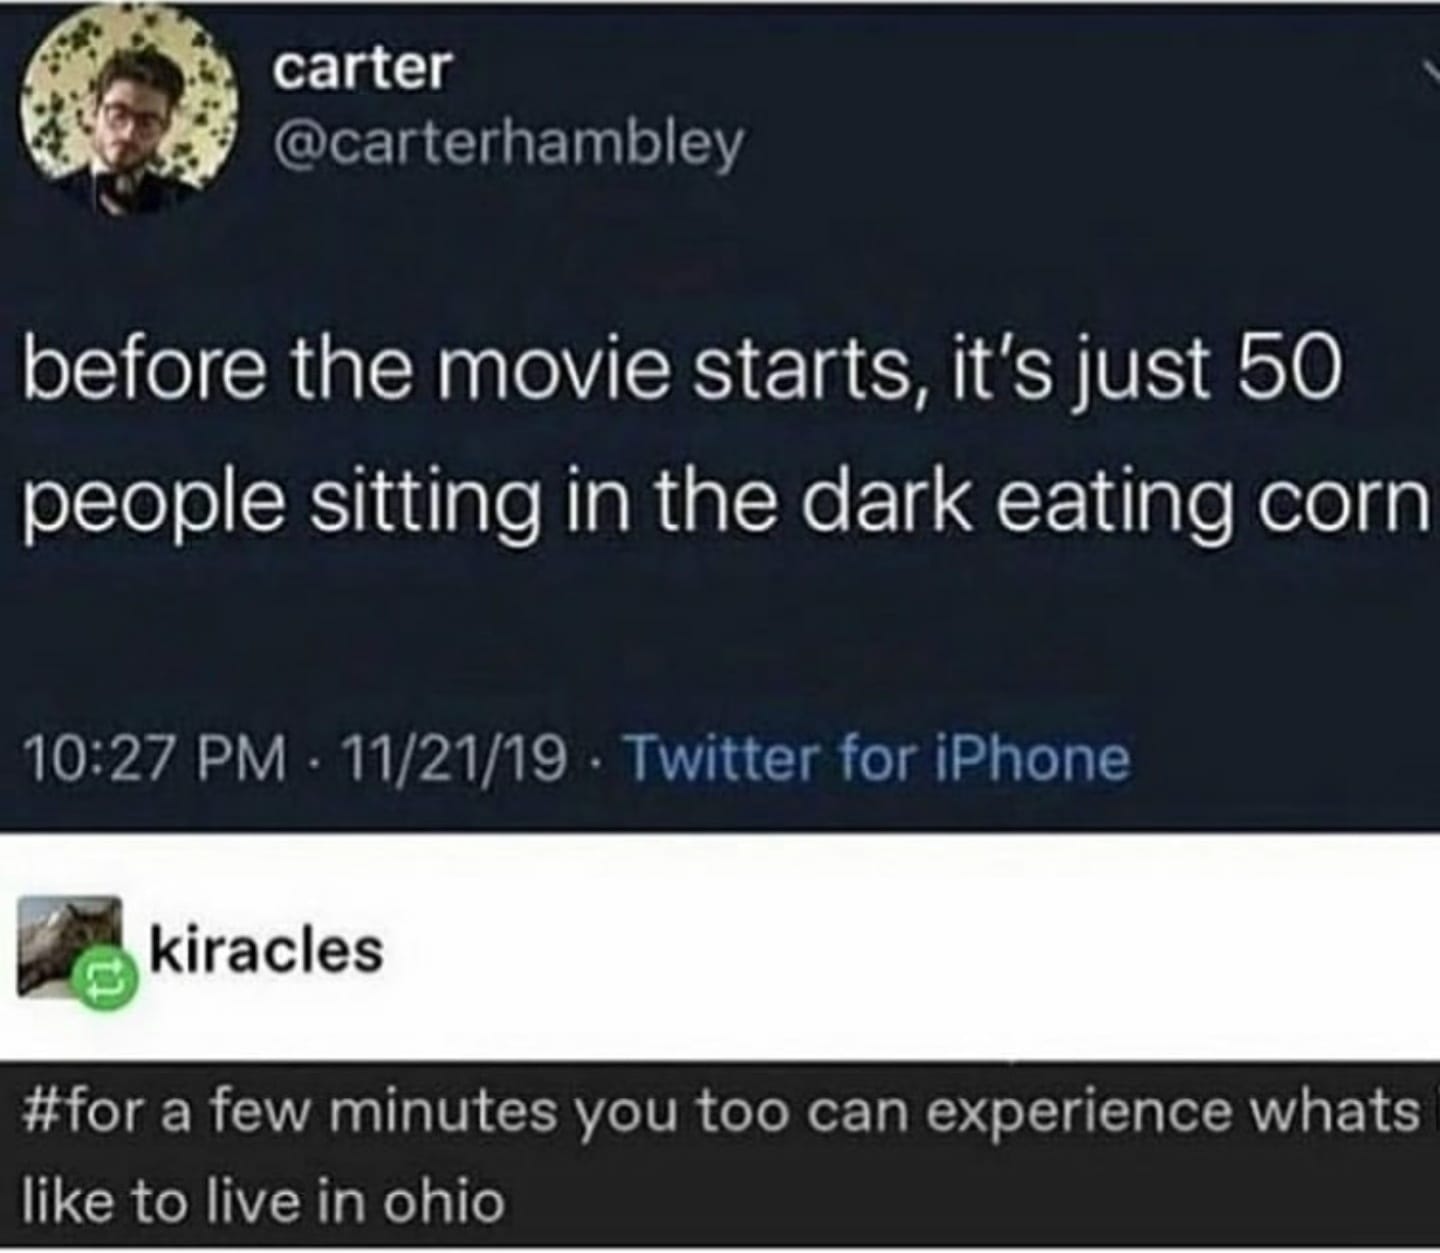 carter
@carterhambley
before the movie starts, it's just 50
people sitting in the dark eating corn
10:27 PM · 11/21/19 · Twitter for iPhone
kiracles
#for a few minutes you too can experience whats
like to live in ohio